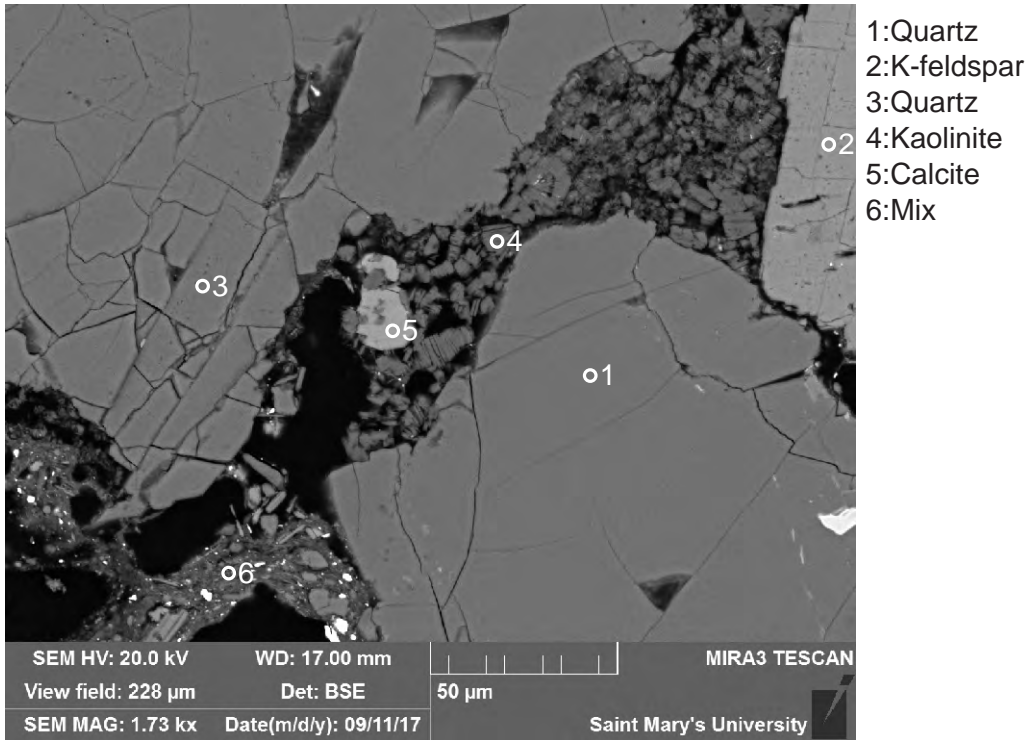 1:Quartz
2:K-feldspar
3:Quartz
4:Kaolinite
5:Calcite
6:Mix
2
4
3
5
1
6
SEM HV: 20.0 kV WD: 17.00 mm MIRA3 TESCAN
View field: 228 µm Det: BSE 50 µm
SEM MAG: 1.73 kx Date(m/d/y): 09/11/17 Saint Mary's University